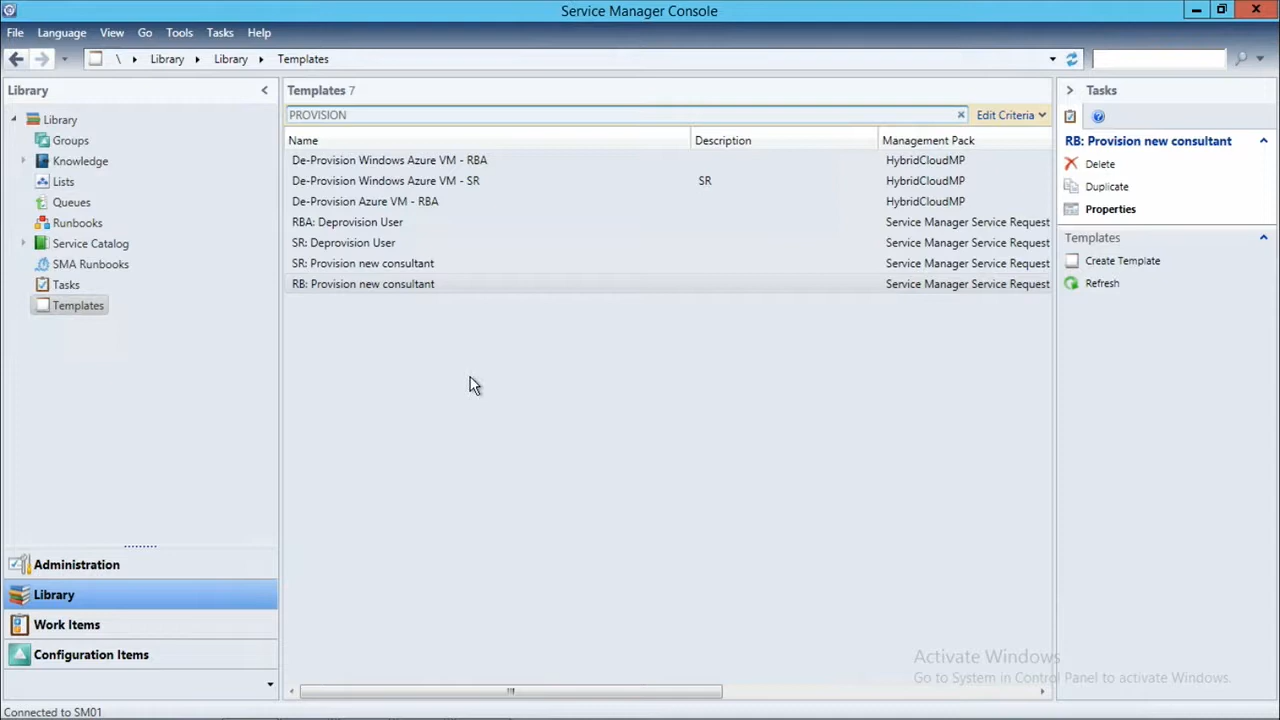 Service Manager Console
File Language View Go Tools Tasks Help
\ Library Library Templates
Library
Library
Groups
Knowledge
Lists
Queues
Runbooks
Service Catalog
SMA Runbooks
Tasks
Templates
Administration
Library
Work Items
Configuration Items
Templates 7
PROVISION Edit Criteria
Name Description Management Pack
De-Provision Windows Azure VM - RBA HybridCloudMP
De-Provision Windows Azure VM - SR SR HybridCloudMP
De-Provision Azure VM - RBA HybridCloudMP
RBA: Deprovision User Service Manager Service Request
SR: Deprovision User Service Manager Service Request
SR: Provision new consultant Service Manager Service Request
RB: Provision new consultant Service Manager Service Request
Tasks
RB: Provision new consultant
Delete
Duplicate
Properties
Templates
Create Template
Refresh
Activate Windows
Go to System in Control Panel to activate Windows.
Connected to SM01